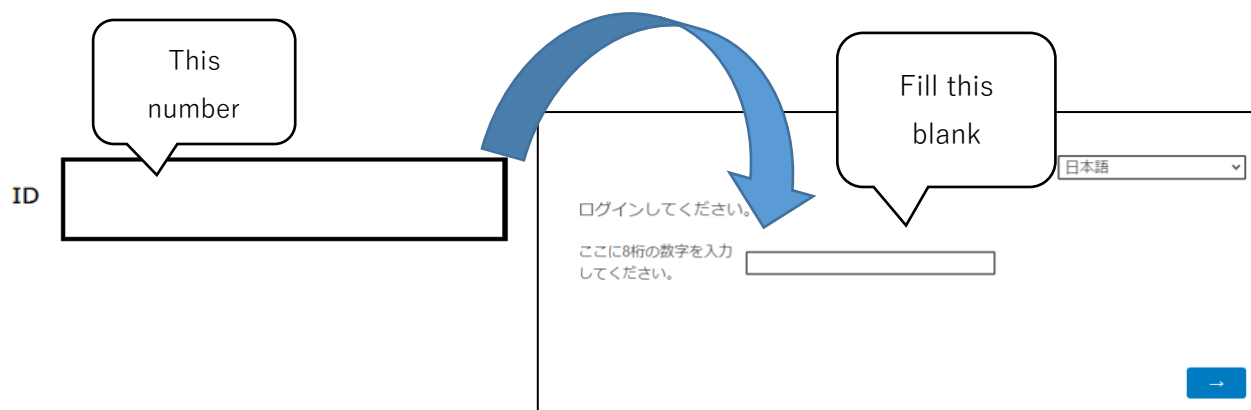 This
number
ID
Fill this
blank
日本語
ログインしてください。
ここに8桁の数字を入力
してください。
→